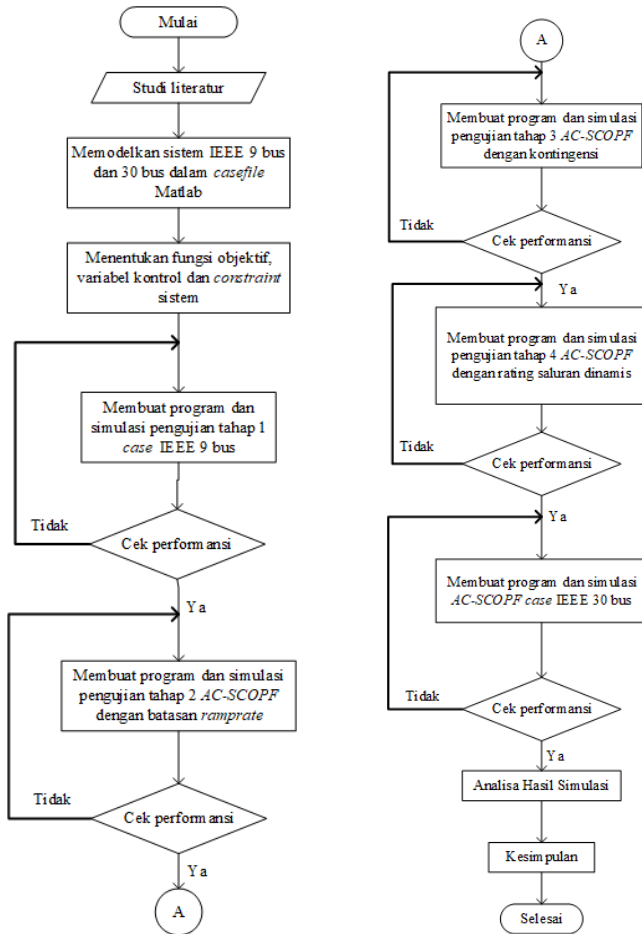 Mulai
Studi literatur
Memodelkan sistem IEEE 9 bus
dan 30 bus dalam casefile
Matlab
Menentukan fungsi objektif,
variabel kontrol dan constraint
sistem
Membuat program dan
simulasi pengujian tahap 1
case IEEE 9 bus
Tidak
Cek performansi
Ya
Membuat program dan simulasi
pengujian tahap 2 AC-SCOPF
dengan batasan ramprate
Tidak
Cek performansi
Ya
A
A
Membuat program dan simulasi
pengujian tahap 3 AC-SCOPF
dengan kontingensi
Tidak
Cek performansi
Ya
Membuat program dan simulasi
pengujian tahap 4 AC-SCOPF
dengan rating saluran dinamis
Tidak
Cek performansi
Ya
Membuat program dan simulasi
AC-SCOPF case IEEE 30 bus
Tidak
Cek performansi
Ya
Analisa Hasil Simulasi
Kesimpulan
Selesai